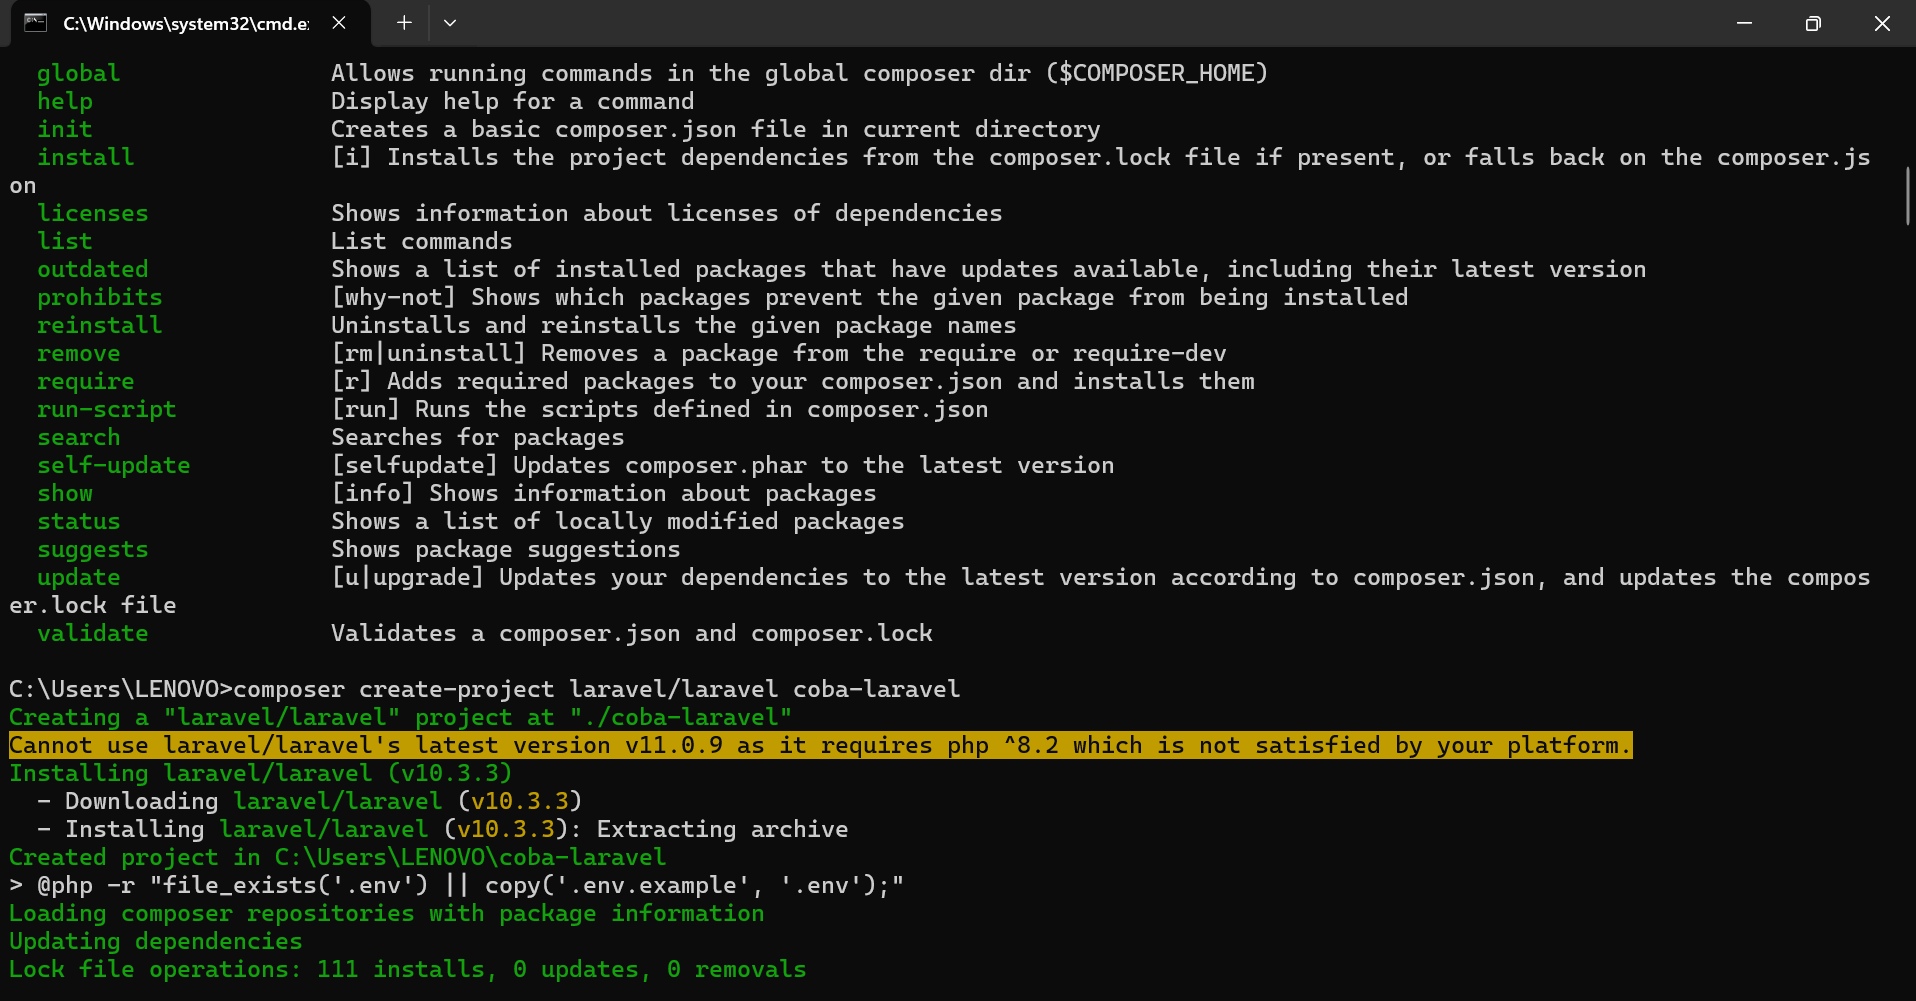 C:\Windows\system32\cmd.e
global Allows running commands in the global composer dir ($COMPOSER_HOME)
help Display help for a command
init Creates a basic composer.json file in current directory
install [i] Installs the project dependencies from the composer.lock file if present, or falls back on the composer.js
on
licenses Shows information about licenses of dependencies
list List commands
outdated Shows a list of installed packages that have updates available, including their latest version
prohibits [why-not] Shows which packages prevent the given package from being installed
reinstall Uninstalls and reinstalls the given package names
remove [rm|uninstall] Removes a package from the require or require-dev
require [r] Adds required packages to your composer.json and installs them
run-script [run] Runs the scripts defined in composer.json
search Searches for packages
self-update [selfupdate] Updates composer.phar to the latest version
show [info] Shows information about packages
status Shows a list of locally modified packages
suggests Shows package suggestions
update [u|upgrade] Updates your dependencies to the latest version according to composer.json, and updates the compos
er.lock file
validate Validates a composer.json and composer.lock
C:\Users\LENOVO>composer create-project laravel/laravel coba-laravel
Creating a "laravel/laravel" project at "./coba-laravel"
Cannot use laravel/laravel's latest version v11.0.9 as it requires php ^8.2 which is not satisfied by your platform.
Installing laravel/laravel (v10.3.3)
- Downloading laravel/laravel (v10.3.3)
- Installing laravel/laravel (v10.3.3): Extracting archive
Created project in C:\Users\LENOVO\coba-laravel
> @php -r "file_exists('.env') || copy('.env.example', '.env');"
Loading composer repositories with package information
Updating dependencies
Lock file operations: 111 installs, 0 updates, 0 removals